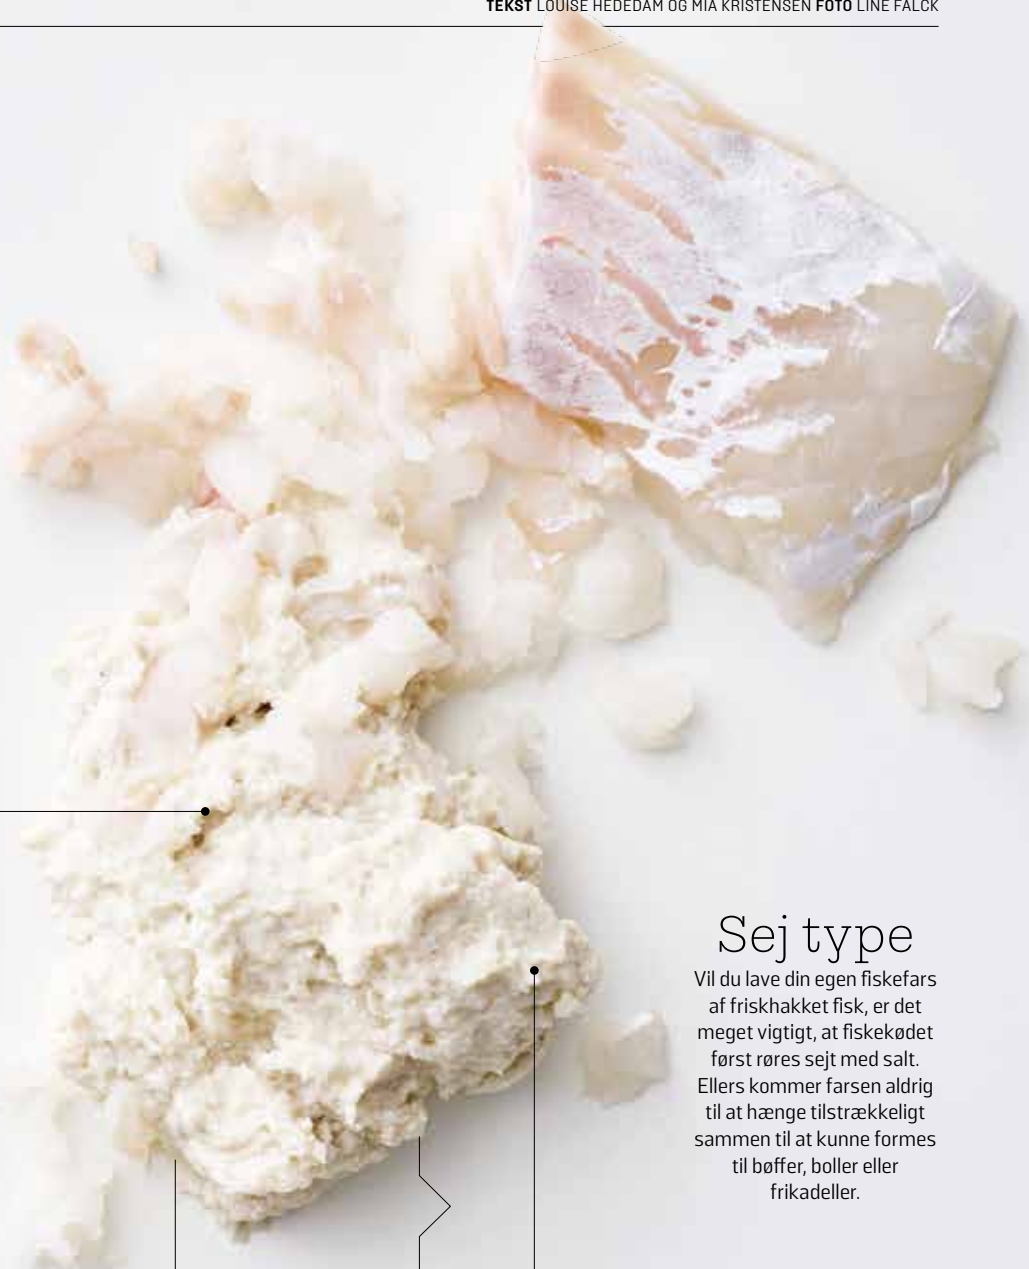 TEKST LOUISE HEDEDAM OG MIA KRISTENSEN FOTO LINE FALCK
Sej type
Vil du lave din egen fiskefars
af friskhakket fisk, er det
meget vigtigt, at fiskekødet
først røres sejt med salt.
Ellers kommer farsen aldrig
til at hænge tilstrækkeligt
sammen til at kunne formes
til bøffer, boller eller
frikadeller.